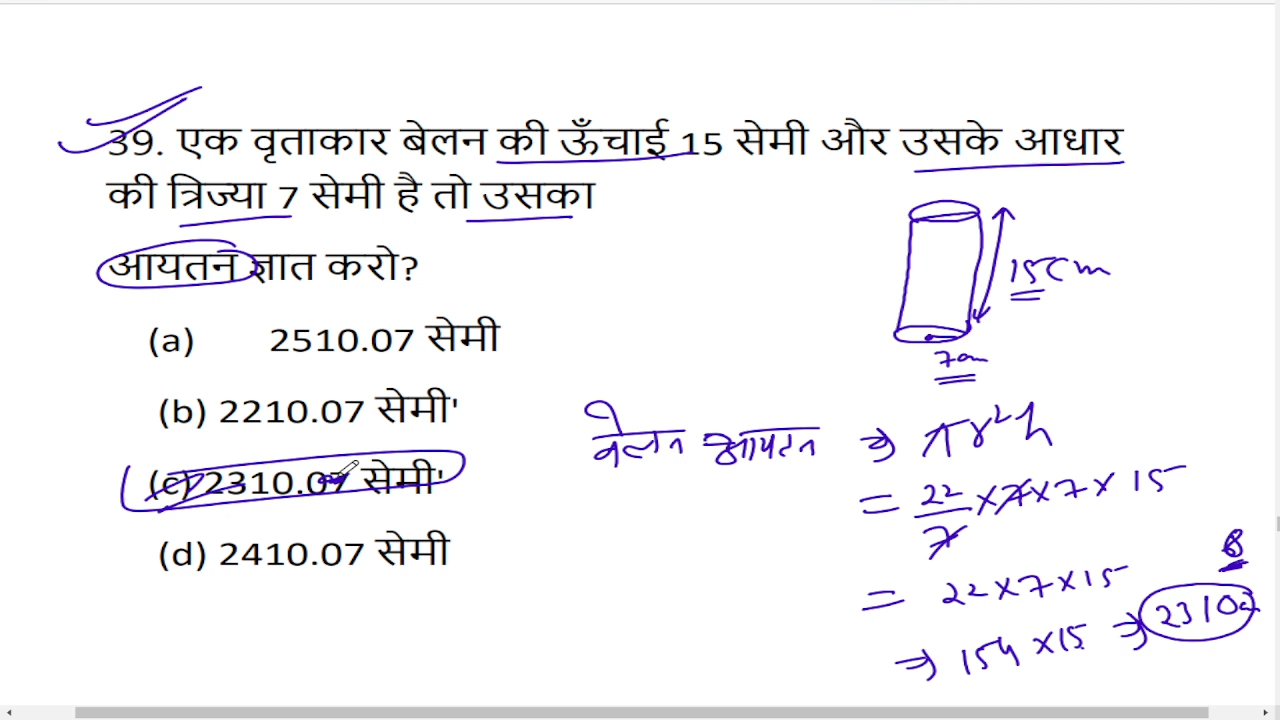 39. एक वृताकार बेलन की ऊँचाई 15 सेमी और उसके आधार
की त्रिज्या 7 सेमी है तो उसका
आयतन ज्ञात करो?
(a) 2510.07 सेमी
(b) 2210.07 सेमी'
(c) 2310.07 सेमी'
(d) 2410.07 सेमी
15cm
7cm
बेलन आयतन ⇒ πr²h
= 22/7 × 7 × 7 × 15
= 22×7×15
⇒ 154×15 ⇒ 2310